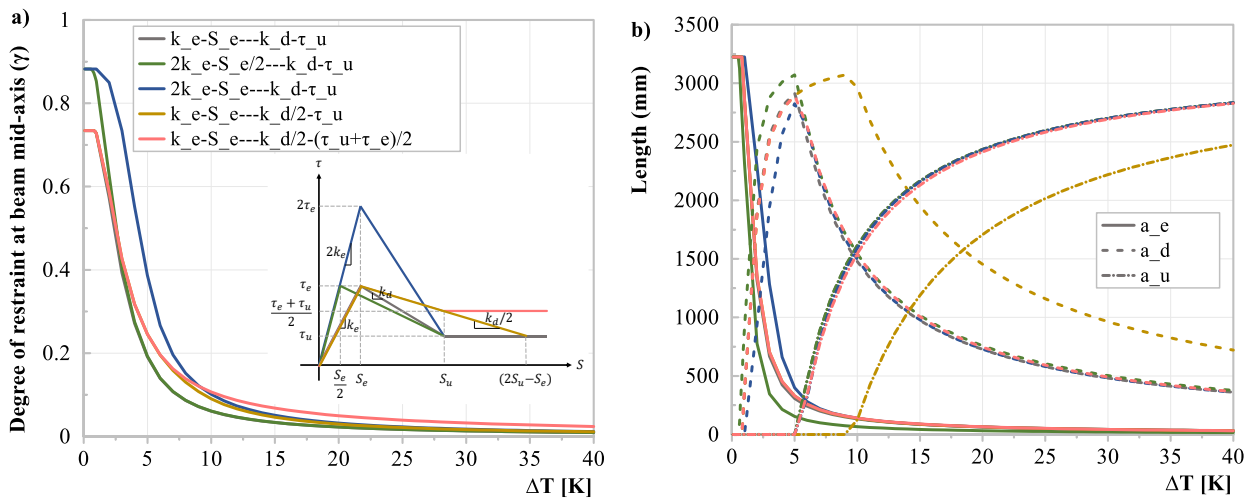 a)
Degree of restraint at beam mid-axis (γ)
1
0.8
0.6
0.4
0.2
0
k_e-S_e---k_d-τ_u
2k_e-S_e/2---k_d-τ_u
2k_e-S_e---k_d-τ_u
k_e-S_e---k_d/2-τ_u
k_e-S_e---k_d/2-(τ_u+τ_e)/2
τ
2τ_e
2k_e
τ_e
k_d
τ_e + τ_u
2
k_e
k_d/2
τ_u
S_e
2
S_e
S_u
(2S_u−S_e)
S
0 5 10 15 20 25 30 35 40
ΔT [K]
b)
Length (mm)
3500
3000
2500
2000
1500
1000
500
0
a_e
a_d
a_u
0 5 10 15 20 25 30 35 40
ΔT [K]